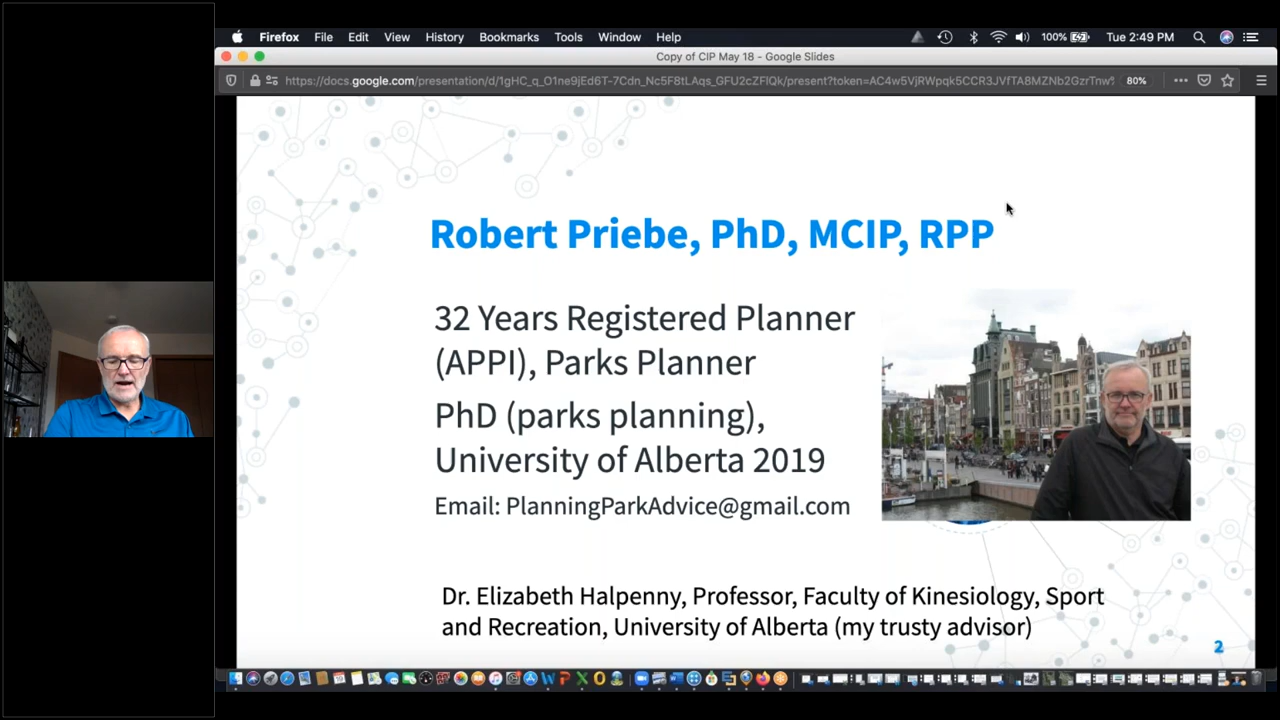 Firefox File Edit View History Bookmarks Tools Window Help 100% Tue 2:49 PM
Copy of CIP May 18 - Google Slides
80%
Robert Priebe, PhD, MCIP, RPP
32 Years Registered Planner
(APPI), Parks Planner
PhD (parks planning),
University of Alberta 2019
Email: PlanningParkAdvice@gmail.com
Dr. Elizabeth Halpenny, Professor, Faculty of Kinesiology, Sport
and Recreation, University of Alberta (my trusty advisor)
2